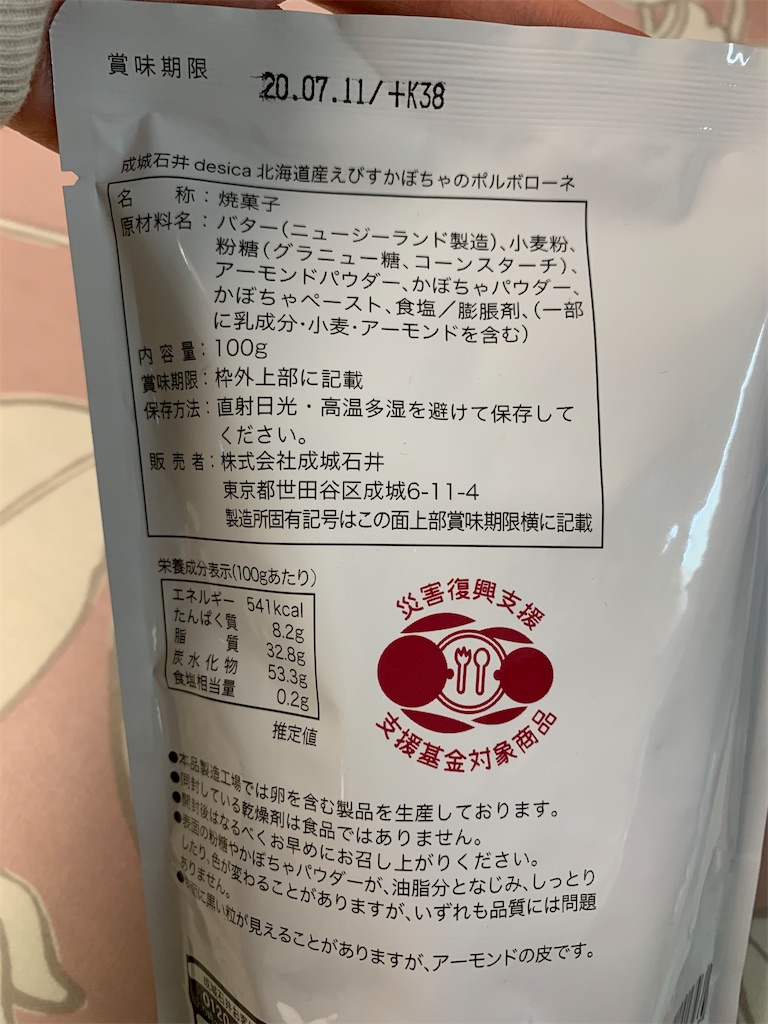 賞味期限 20.07.11/+K38
成城石井 desica 北海道産えびすかぼちゃのポルボローネ
名　称：焼菓子
原材料名：バター(ニュージーランド製造)、小麦粉、
粉糖(グラニュー糖、コーンスターチ)、
アーモンドパウダー、かぼちゃパウダー、
かぼちゃペースト、食塩／膨脹剤、(一部
に乳成分・小麦・アーモンドを含む)
内容量：100g
賞味期限：枠外上部に記載
保存方法：直射日光・高温多湿を避けて保存して
ください。
販売者：株式会社成城石井
東京都世田谷区成城6-11-4
製造所固有記号はこの面上部賞味期限横に記載
栄養成分表示(100gあたり)
エネルギー 541kcal
たんぱく質 8.2g
脂質 32.8g
炭水化物 53.3g
食塩相当量 0.2g
推定値
災害復興支援
支援基金対象商品
●本品製造工場では卵を含む製品を生産しております。
●同封している乾燥剤は食品ではありません。
●開封後はなるべくお早めにお召し上がりください。
●表面の粉糖やかぼちゃパウダーが、油脂分となじみ、しっとり
したり、色が変わることがありますが、いずれも品質には問題
ありません。
に黒い粒が見えることがありますが、アーモンドの皮です。
成城石井お客
0120